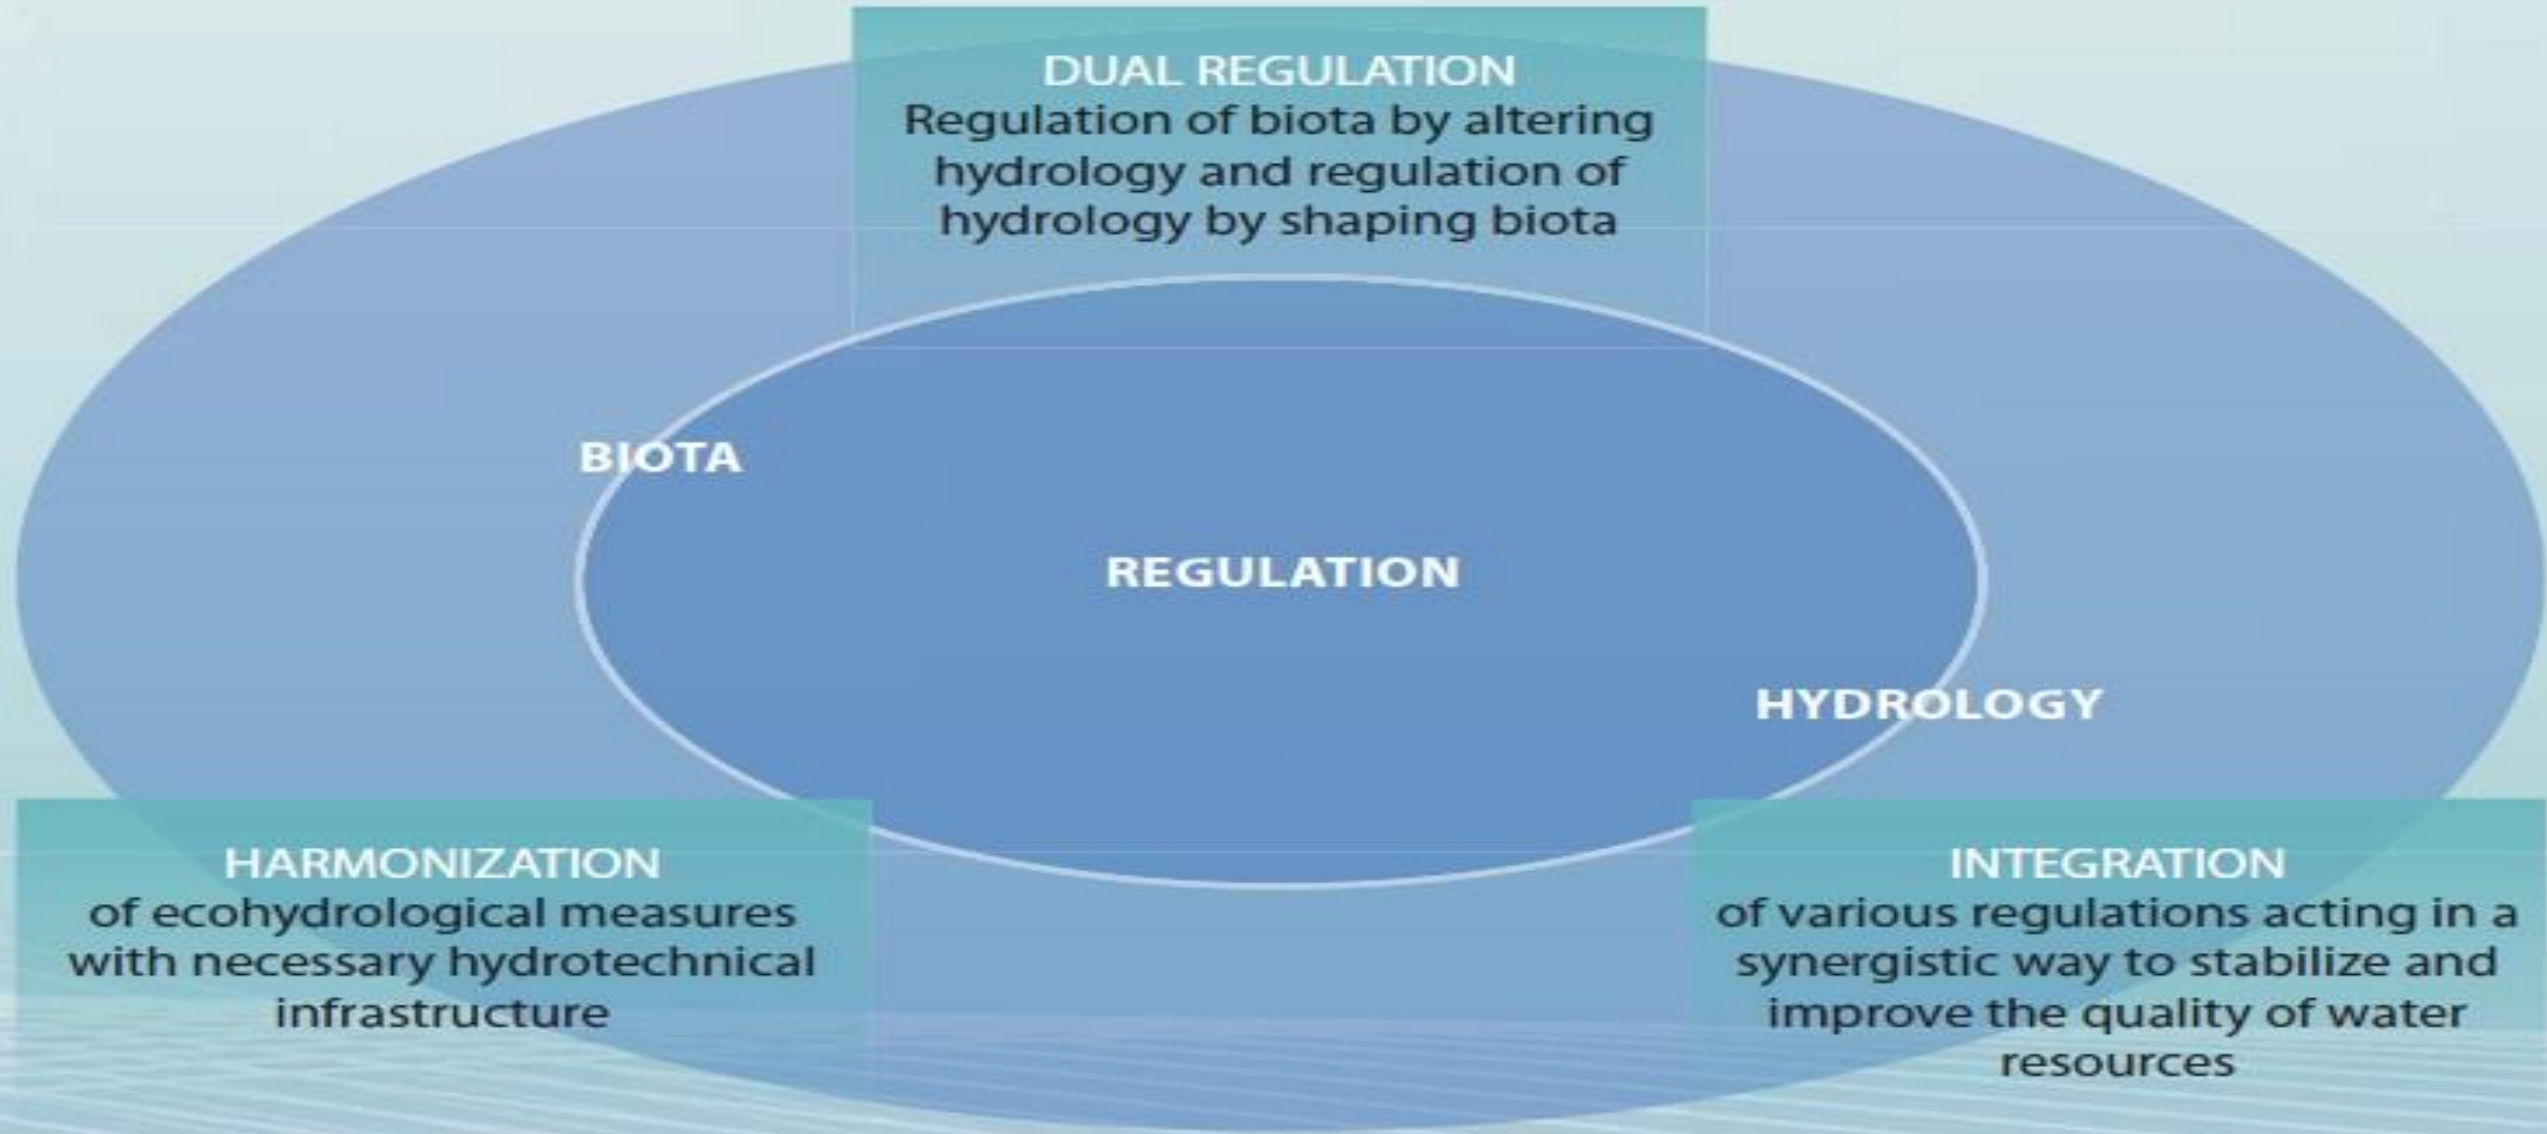 DUAL REGULATION
Regulation of biota by altering
hydrology and regulation of
hydrology by shaping biota
BIOTA
REGULATION
HYDROLOGY
HARMONIZATION
of ecohydrological measures
with necessary hydrotechnical
infrastructure
INTEGRATION
of various regulations acting in a
synergistic way to stabilize and
improve the quality of water
resources